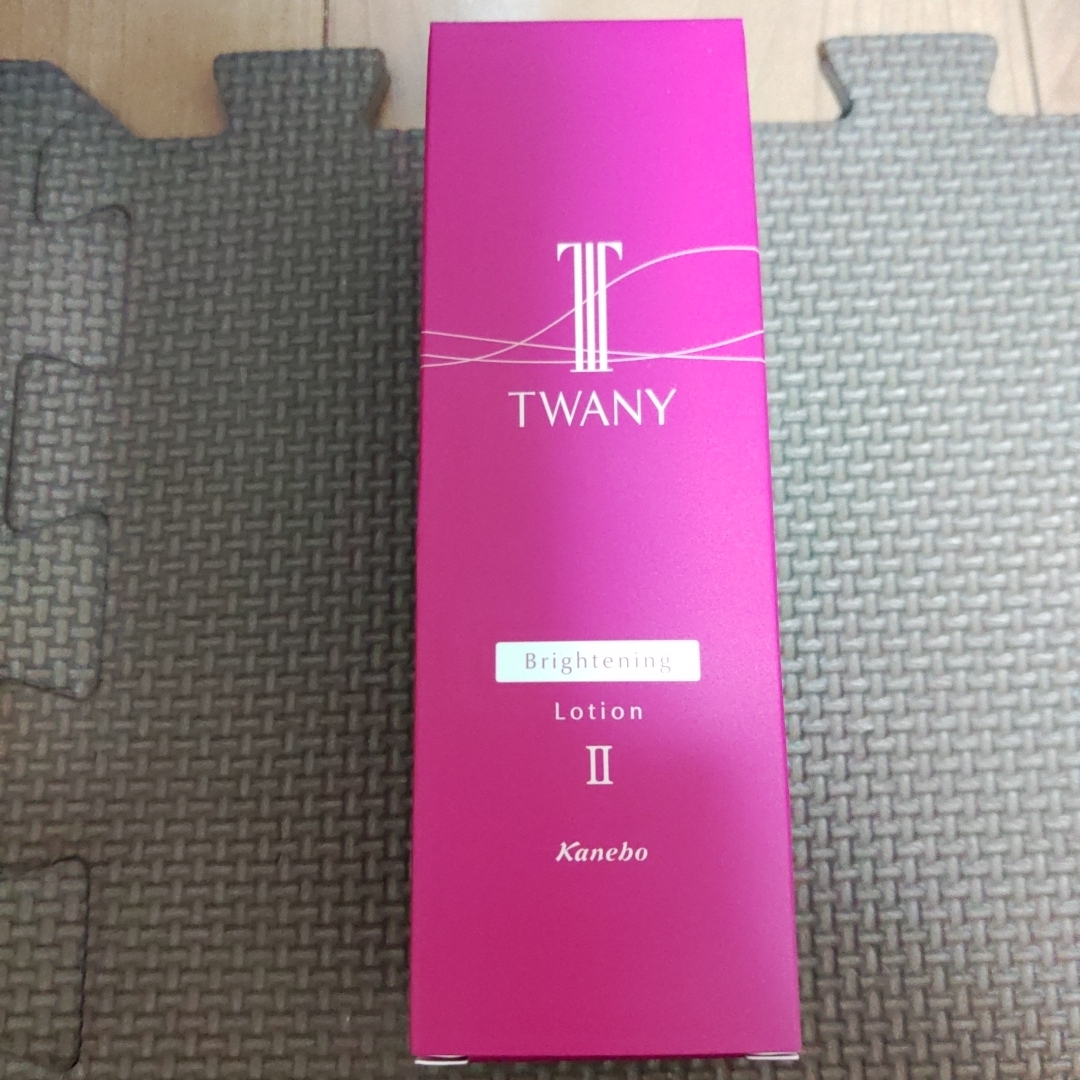 T
TWANY
Brightening
Lotion
II
Kanebo